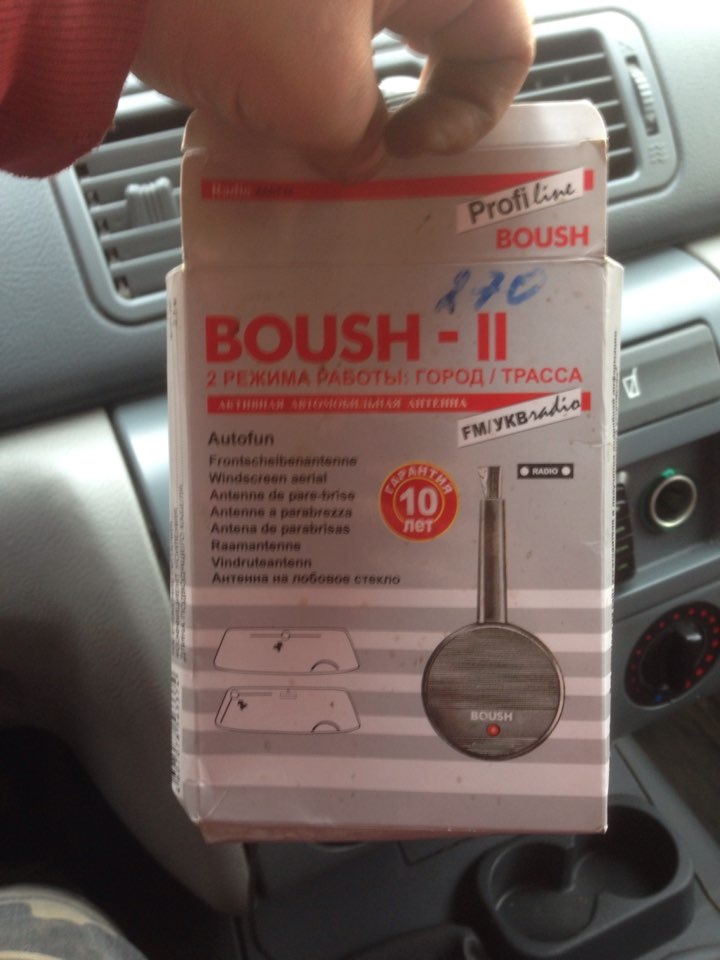 Radio
Profi line
BOUSH
BOUSH - II
2 РЕЖИМА РАБОТЫ: ГОРОД / ТРАССА
АКТИВНАЯ АВТОМОБИЛЬНАЯ АНТЕННА
FM/УКВradio
Autofun
Frontscheibenantenne
Windscreen aerial
Antenne de pare-brise
Antenne a parabrezza
Antena de parabrisas
Raamantenne
Vindruteantenn
Антенна на лобовое стекло
ГАРАНТИЯ
10
лет
RADIO
BOUSH